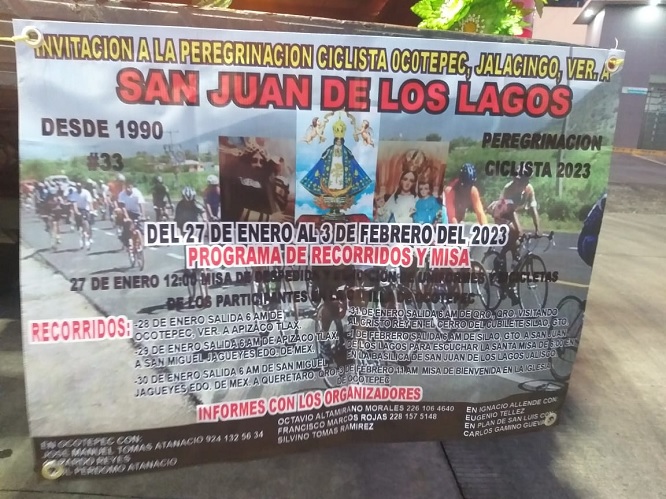 INVITACION A LA PEREGRINACION CICLISTA OCOTEPEC, JALACINGO, VER. A
SAN JUAN DE LOS LAGOS
DESDE 1990
#33
PEREGRINACION
CICLISTA 2023
DEL 27 DE ENERO AL 3 DE FEBRERO DEL 2023
PROGRAMA DE RECORRIDOS Y MISA
27 DE ENERO 12:00 MISA DE
DE LOS PARTICIPANTES DE OCOTEPEC
RECORRIDOS:
-28 DE ENERO SALIDA 6 AM DE
OCOTEPEC, VER. A APIZACO TLAX.
-29 DE ENERO SALIDA 6 AM DE APIZACO TLAX.
A SAN MIGUEL JAGUEYES EDO. DE MEX.
-30 DE ENERO SALIDA 6 AM DE SAN MIGUEL
JAGUEYES EDO. DE MEX. A QUERETARO QRO.
-31 DE ENERO SALIDA 6 AM DE QRO, QRO. VISITANDO
AL CRISTO REY EN EL CERRO DEL CUBILETE SILAO, GTO.
FEBRERO SALIDA 6 AM DE SILAO, GTO. A SAN JUAN
DE LOS LAGOS PARA ESCUCHAR LA SANTA MISA DE
EN LA BASILICA DE SAN JUAN DE LOS LAGOS JALISCO
3 DE FEBRERO 11 AM MISA DE BIENVENIDA EN LA IGLESIA
DE OCOTEPEC
INFORMES CON LOS ORGANIZADORES
EN OCOTEPEC CON:
JOSE MANUEL TOMAS ATANACIO 924 132 56 34
REYES
PERDOMO ATANACIO
OCTAVIO ALTAMIRANO MORALES 226 106 4640
FRANCISCO MARCOS ROJAS 228 157 5148
SILVINO TOMAS RAMIREZ
EN IGNACIO ALLENDE CON:
EUGENIO TELLEZ
EN PLAN DE SAN LUIS CON
CARLOS GAMINO GUEVARA